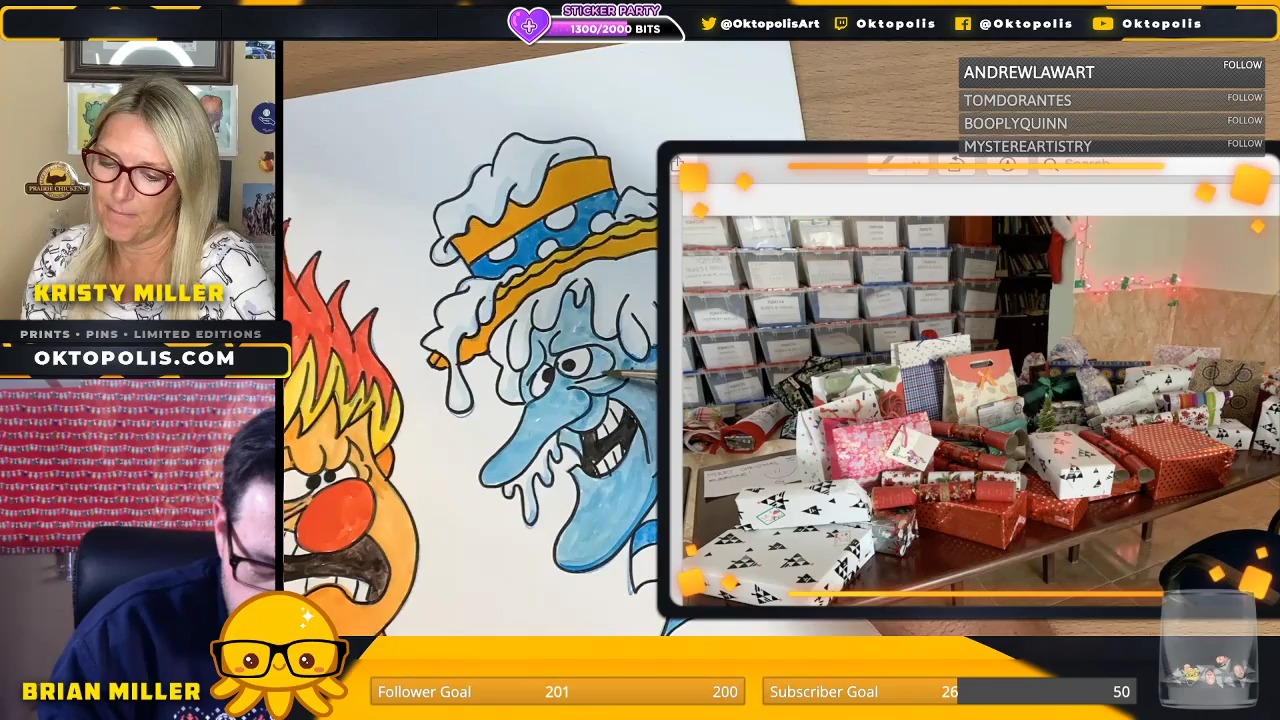 STICKER PARTY
1300/2000 BITS
@OktopolisArt
Oktopolis
@Oktopolis
Oktopolis
ANDREWLAWART FOLLOW
TOMDORANTES FOLLOW
BOOPLYQUINN FOLLOW
MYSTEREARTISTRY FOLLOW
Search
PRAIRIE CHICKENS
KRISTY MILLER
PRINTS • PINS • LIMITED EDITIONS
OKTOPOLIS.COM
BRIAN MILLER
Follower Goal 201 200
Subscriber Goal 26 50